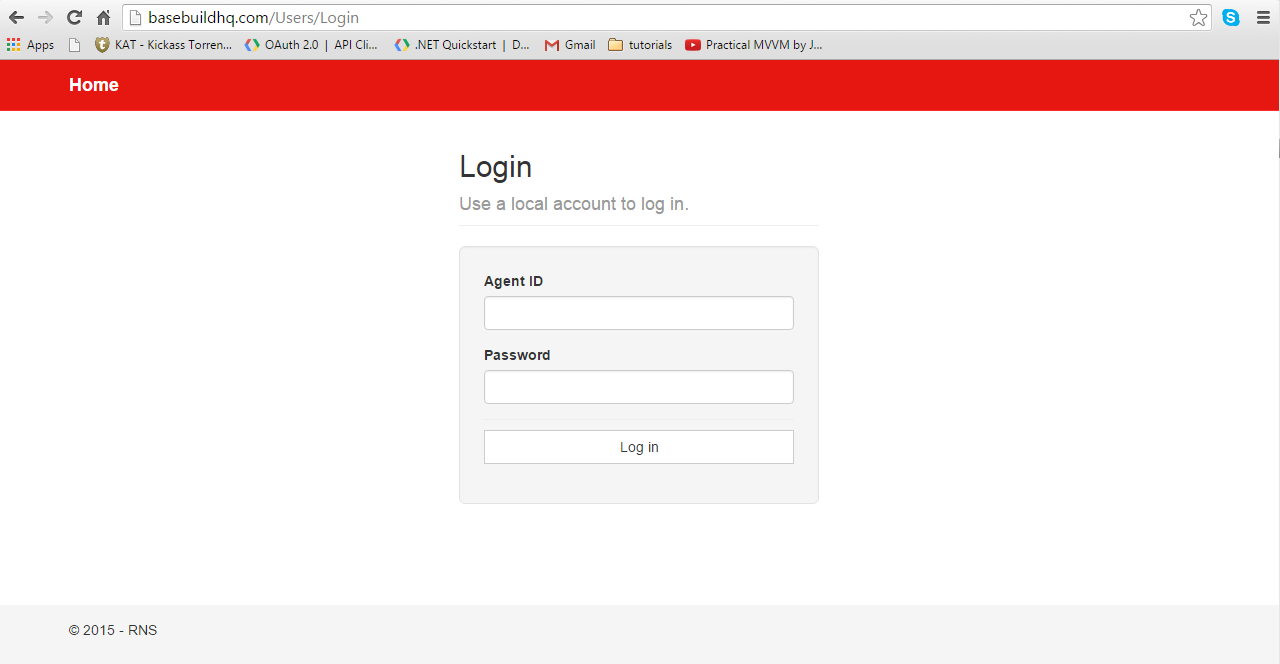 basebuildhq.com/Users/Login
Apps KAT - Kickass Torren... OAuth 2.0 | API Cli... .NET Quickstart | D... Gmail tutorials Practical MVVM by J...
Home
Login
Use a local account to log in.
Agent ID
Password
Log in
© 2015 - RNS